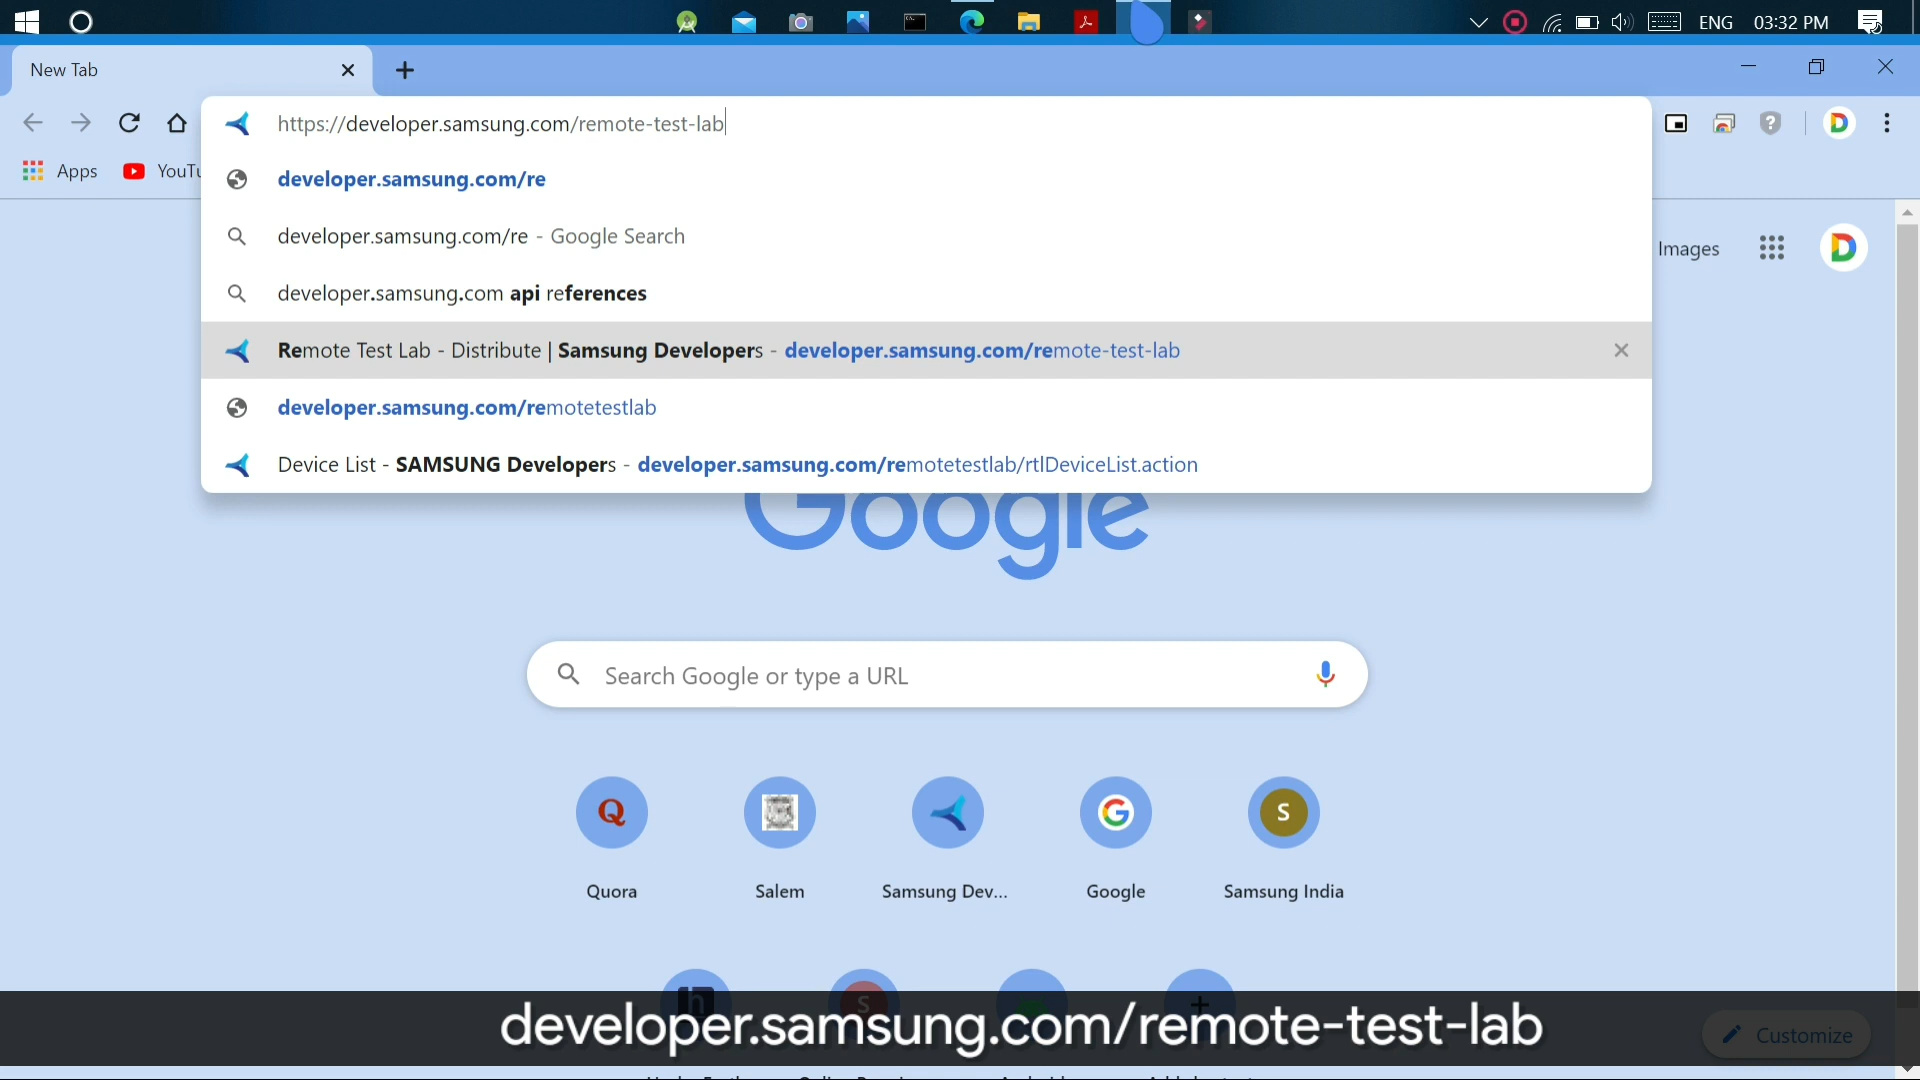 ENG 03:32 PM
New Tab
https://developer.samsung.com/remote-test-lab
Apps
developer.samsung.com/re
developer.samsung.com/re - Google Search
Images
developer.samsung.com api references
Remote Test Lab - Distribute | Samsung Developers - developer.samsung.com/remote-test-lab
developer.samsung.com/remotetestlab
Device List - SAMSUNG Developers - developer.samsung.com/remotetestlab/rtlDeviceList.action
Google
Search Google or type a URL
Quora
Salem
Samsung Dev...
Google
Samsung India
developer.samsung.com/remote-test-lab
Customize